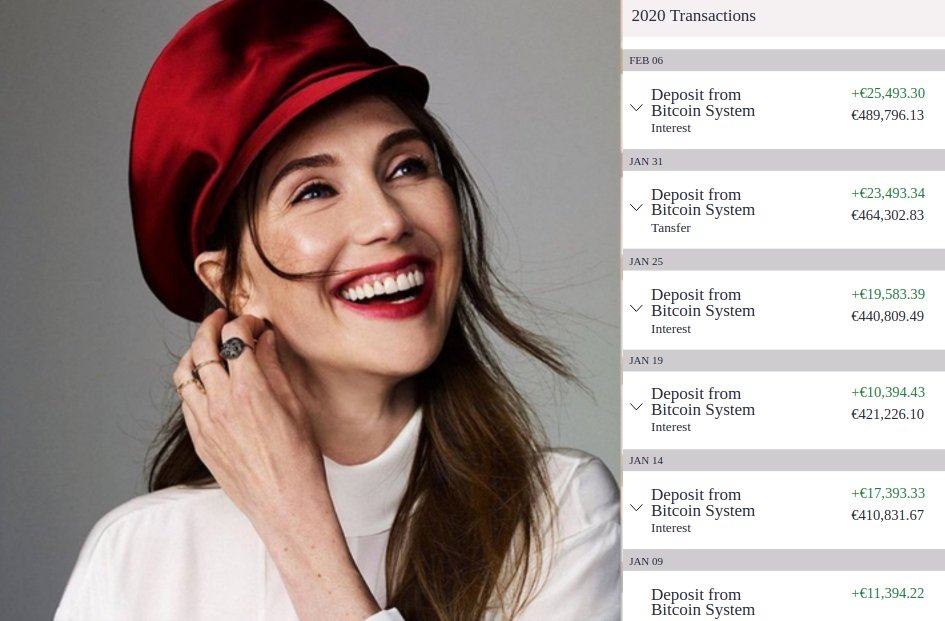 2020 Transactions
FEB 06
Deposit from
+€25,493.30
Bitcoin System
€489,796.13
Interest
JAN 31
Deposit from
+€23,493.34
Bitcoin System
€464,302.83
Tansfer
JAN 25
Deposit from
+€19,583.39
Bitcoin System
€440,809.49
Interest
JAN 19
Deposit from
+€10,394.43
Bitcoin System
€421,226.10
Interest
JAN 14
Deposit from
+€17,393.33
Bitcoin System
€410,831.67
Interest
JAN 09
Deposit from
+€11,394.22
Bitcoin System